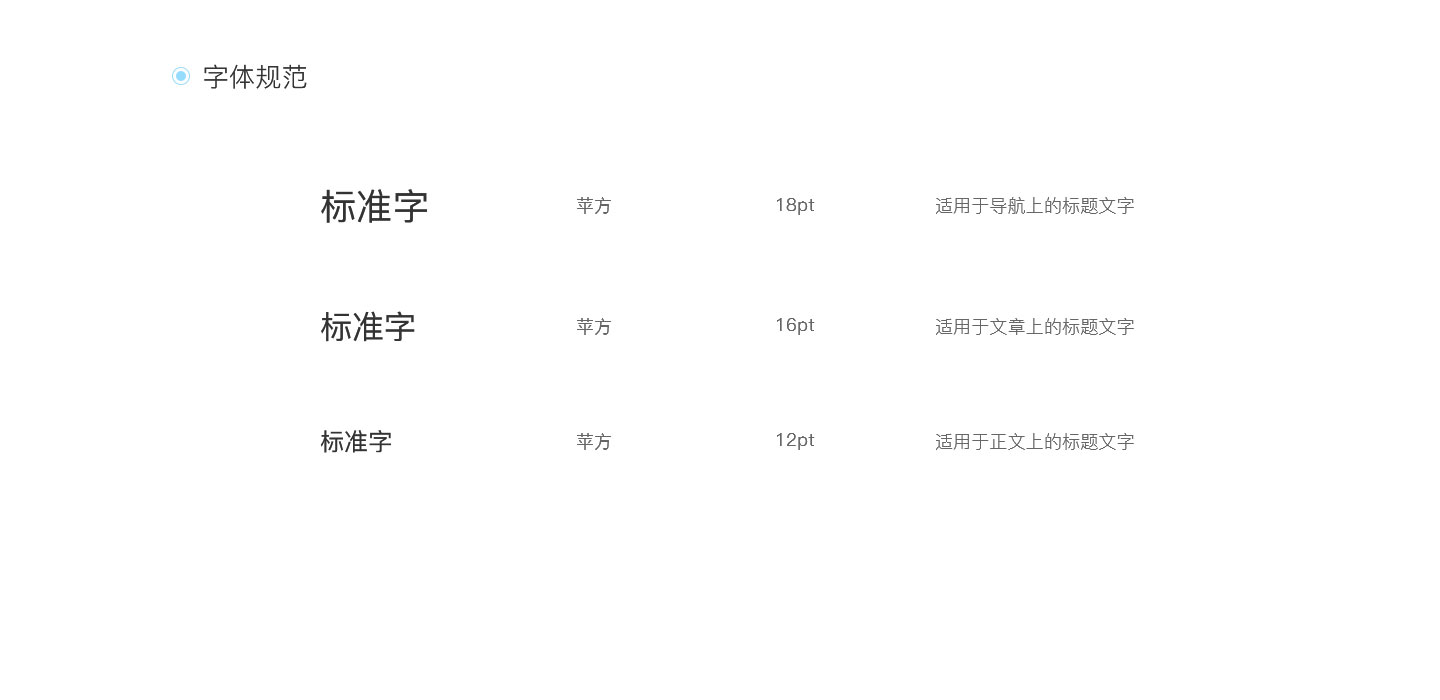 字体规范
标准字 苹方 18pt 适用于导航上的标题文字
标准字 苹方 16pt 适用于文章上的标题文字
标准字 苹方 12pt 适用于正文上的标题文字